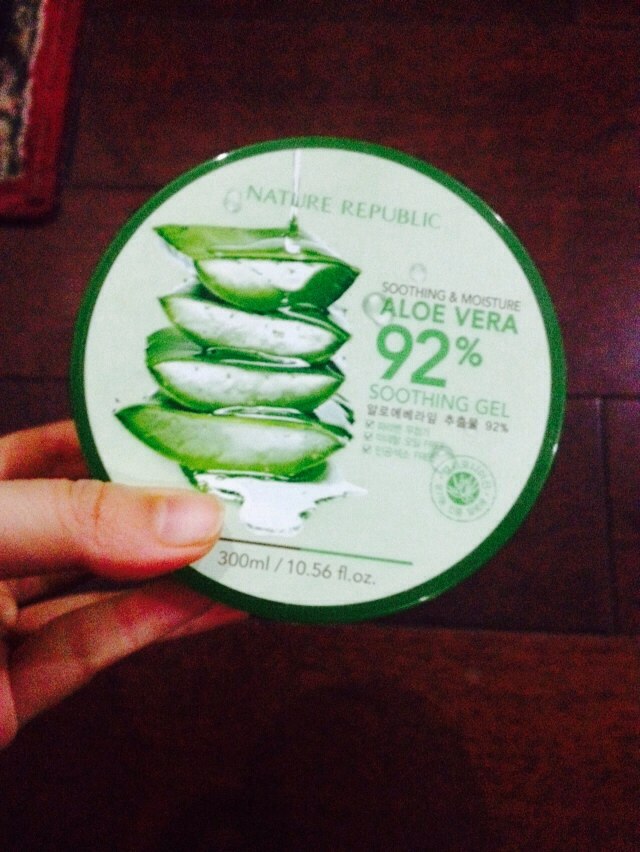 NATURE REPUBLIC
SOOTHING & MOISTURE
ALOE VERA
92%
SOOTHING GEL
알로에베라잎 추출물 92%
300ml / 10.56 fl.oz.